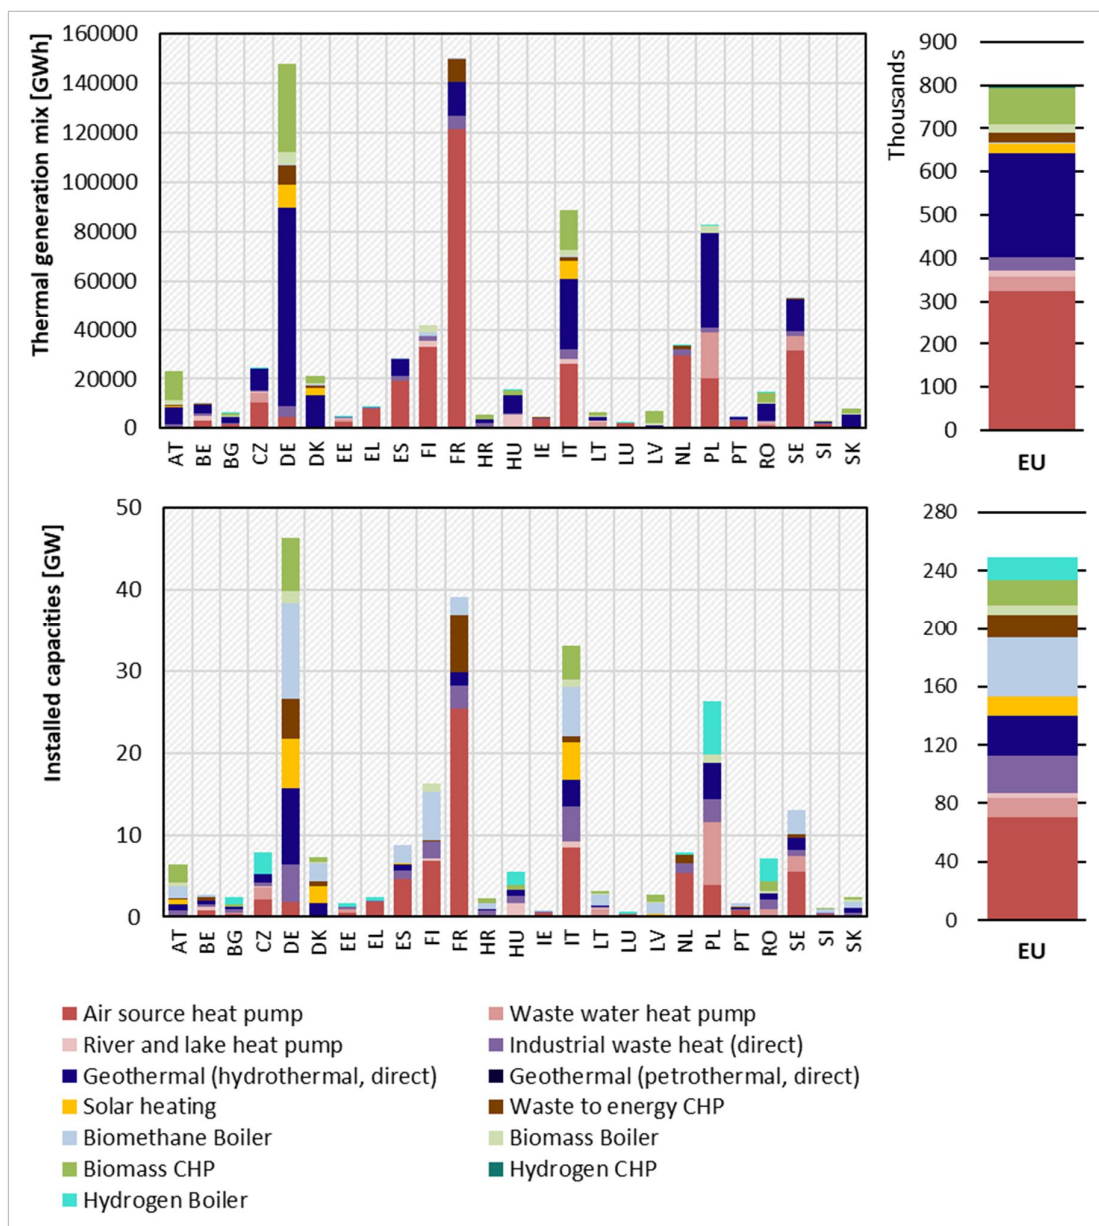 Thermal generation mix [GWh]
160000
140000
120000
100000
80000
60000
40000
20000
0
AT BE BG CZ DE DK EE EL ES FI FR HR HU IE IT LT LU LV NL PL PT RO SE SI SK
Thousands
900
800
700
600
500
400
300
200
100
0
EU
Installed capacities [GW]
50
40
30
20
10
0
AT BE BG CZ DE DK EE EL ES FI FR HR HU IE IT LT LU LV NL PL PT RO SE SI SK
280
240
200
160
120
80
40
0
EU
Air source heat pump
Waste water heat pump
River and lake heat pump
Industrial waste heat (direct)
Geothermal (hydrothermal, direct)
Geothermal (petrothermal, direct)
Solar heating
Waste to energy CHP
Biomethane Boiler
Biomass Boiler
Biomass CHP
Hydrogen CHP
Hydrogen Boiler